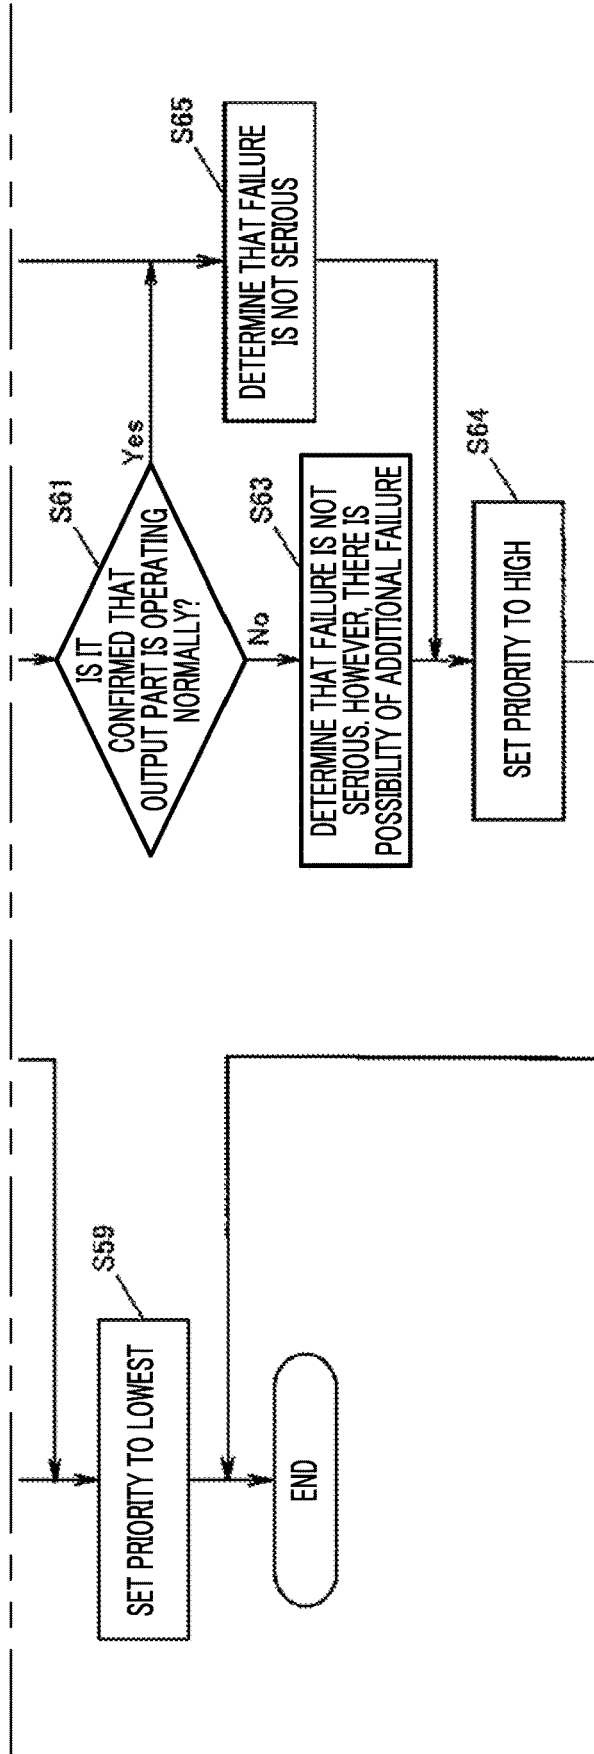 S59
SET PRIORITY TO LOWEST
END
S61
IS IT
CONFIRMED THAT
OUTPUT PART IS OPERATING
NORMALLY?
Yes
No
S63
DETERMINE THAT FAILURE IS NOT
SERIOUS. HOWEVER, THERE IS
POSSIBILITY OF ADDITIONAL FAILURE
S65
DETERMINE THAT FAILURE
IS NOT SERIOUS
S64
SET PRIORITY TO HIGH